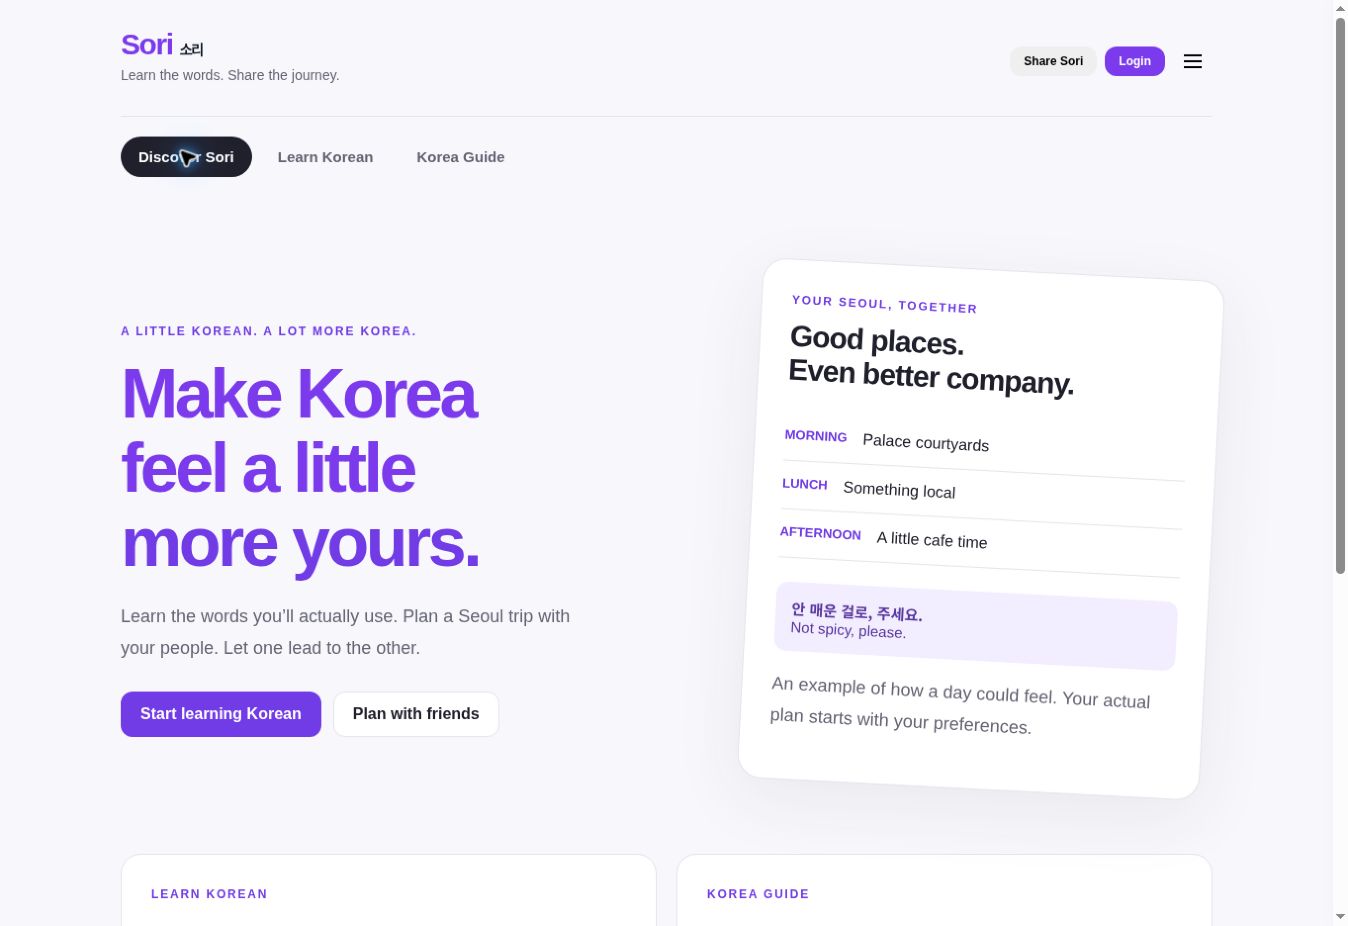 Sori 소리
Learn the words. Share the journey.
Share Sori
Login
Discover Sori
Learn Korean
Korea Guide
A LITTLE KOREAN. A LOT MORE KOREA.
Make Korea
feel a little
more yours.
Learn the words you’ll actually use. Plan a Seoul trip with
your people. Let one lead to the other.
Start learning Korean
Plan with friends
YOUR SEOUL, TOGETHER
Good places.
Even better company.
MORNING Palace courtyards
LUNCH Something local
AFTERNOON A little cafe time
안 매운 걸로, 주세요.
Not spicy, please.
An example of how a day could feel. Your actual
plan starts with your preferences.
LEARN KOREAN
KOREA GUIDE